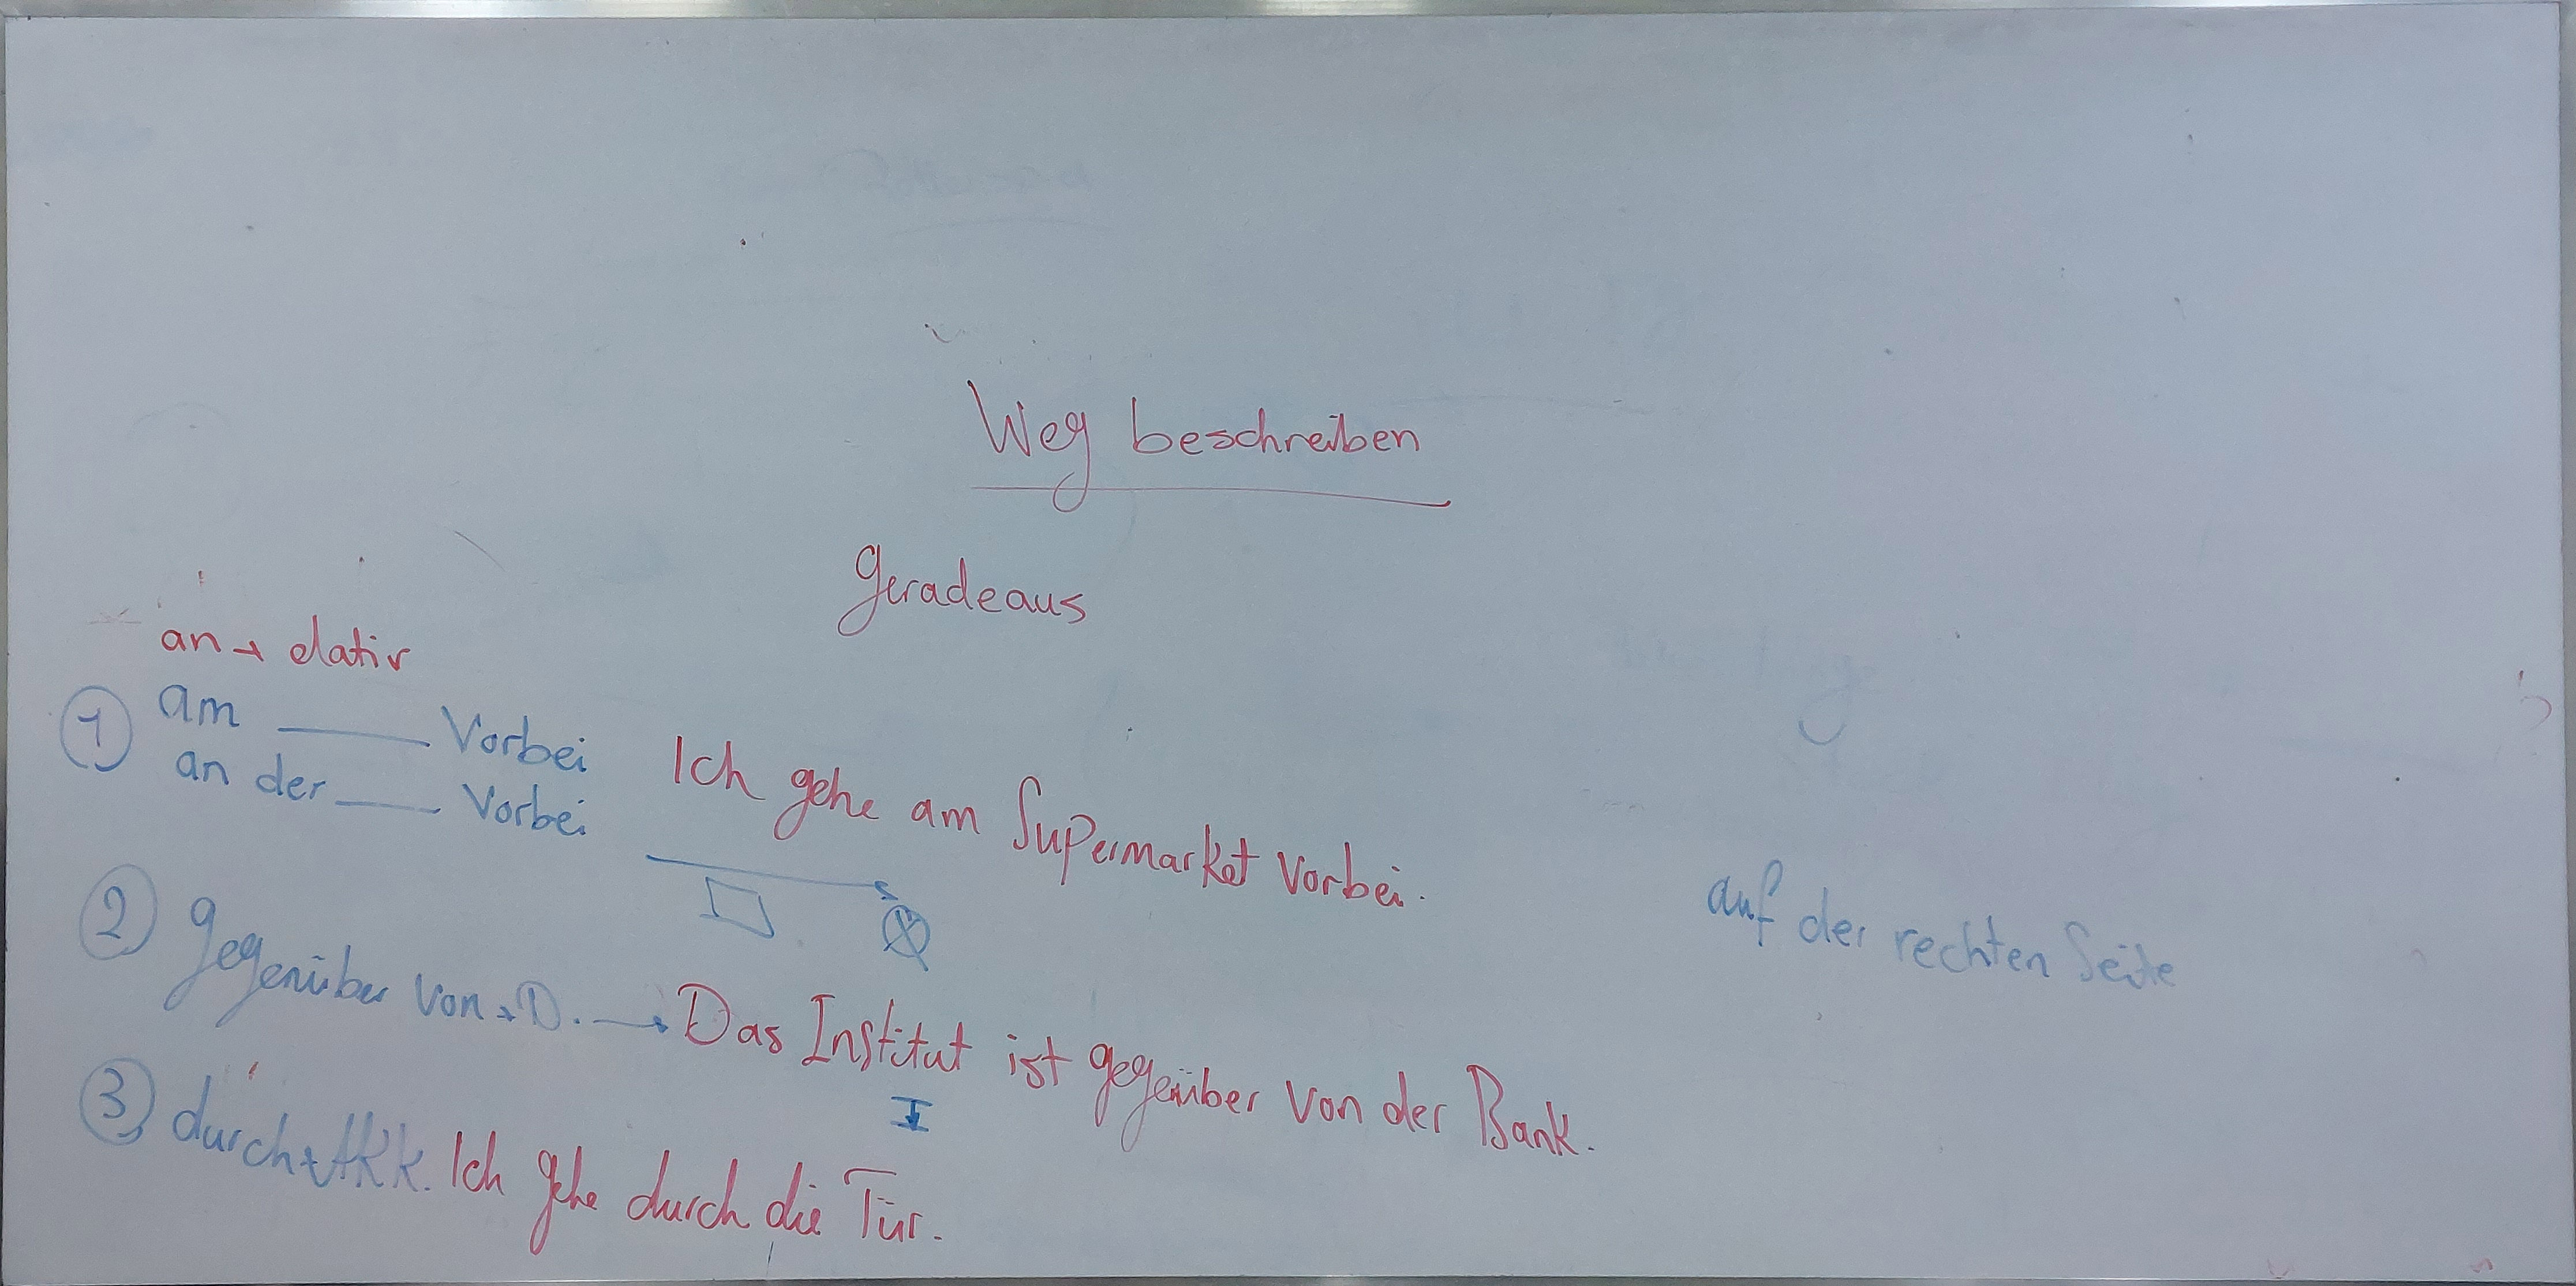 Weg beschreiben
Geradeaus
an → dativ
① am ____ Vorbei
an der ____ Vorbei
Ich gehe am Supermarket vorbei.
auf der rechten Seite
② gegenüber von + D. → Das Institut ist gegenüber von der Bank.
③ durch + Akk. Ich gehe durch die Tür.